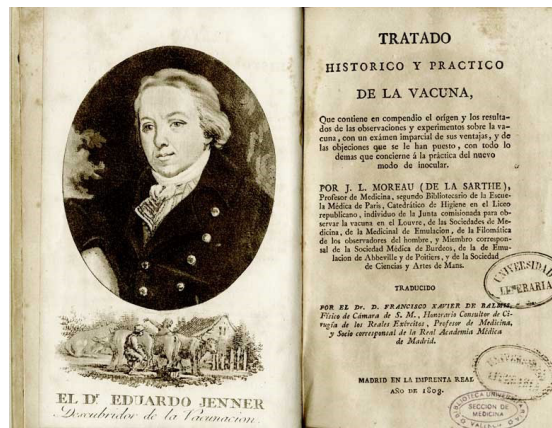 EL Dr. EDUARDO JENNER
Descubridor de la Vacunacion.
TRATADO
HISTORICO Y PRACTICO
DE LA VACUNA,
Que contiene en compendio el orígen y los resulta-
dos de las observaciones y experimentos sobre la va-
cuna, con un exámen imparcial de sus ventajas, y de
las objeciones que se le han puesto, con todo lo
demas que concierne á la práctica del nuevo
modo de inocular.
POR J. L. MOREAU (DE LA SARTHE),
Profesor de Medicina, segundo Bibliotecario de la Escue-
la Médica de Paris, Catedrático de Higiene en el Liceo
republicano, individuo de la Junta comisionada para ob-
servar la vacuna en el Louvre, de las Sociedades de Me-
dicina, de la Medicinal de Emulacion, de la Filomática
de los observadores del hombre, y Miembro correspon-
sal de la Sociedad Médica de Burdeos, de la de Emu-
lacion de Abbeville y de Poitiers, y de la Sociedad
de Ciencias y Artes de Mans.
TRADUCIDO
POR EL Dr. D. FRANCISCO XAVIER DE BALMIS,
Físico de Cámara de S. M., Honorario Consultor de Ci-
rugía de los Reales Exércitos, Profesor de Medicina,
y Socio corresponsal de la Real Academia Médica
de Madrid.
MADRID EN LA IMPRENTA REAL
AÑO DE 1803.
UNIVERSIDAD
LITERARIA
BIBLIOTECA
SECCIÓN DE
MEDICINA